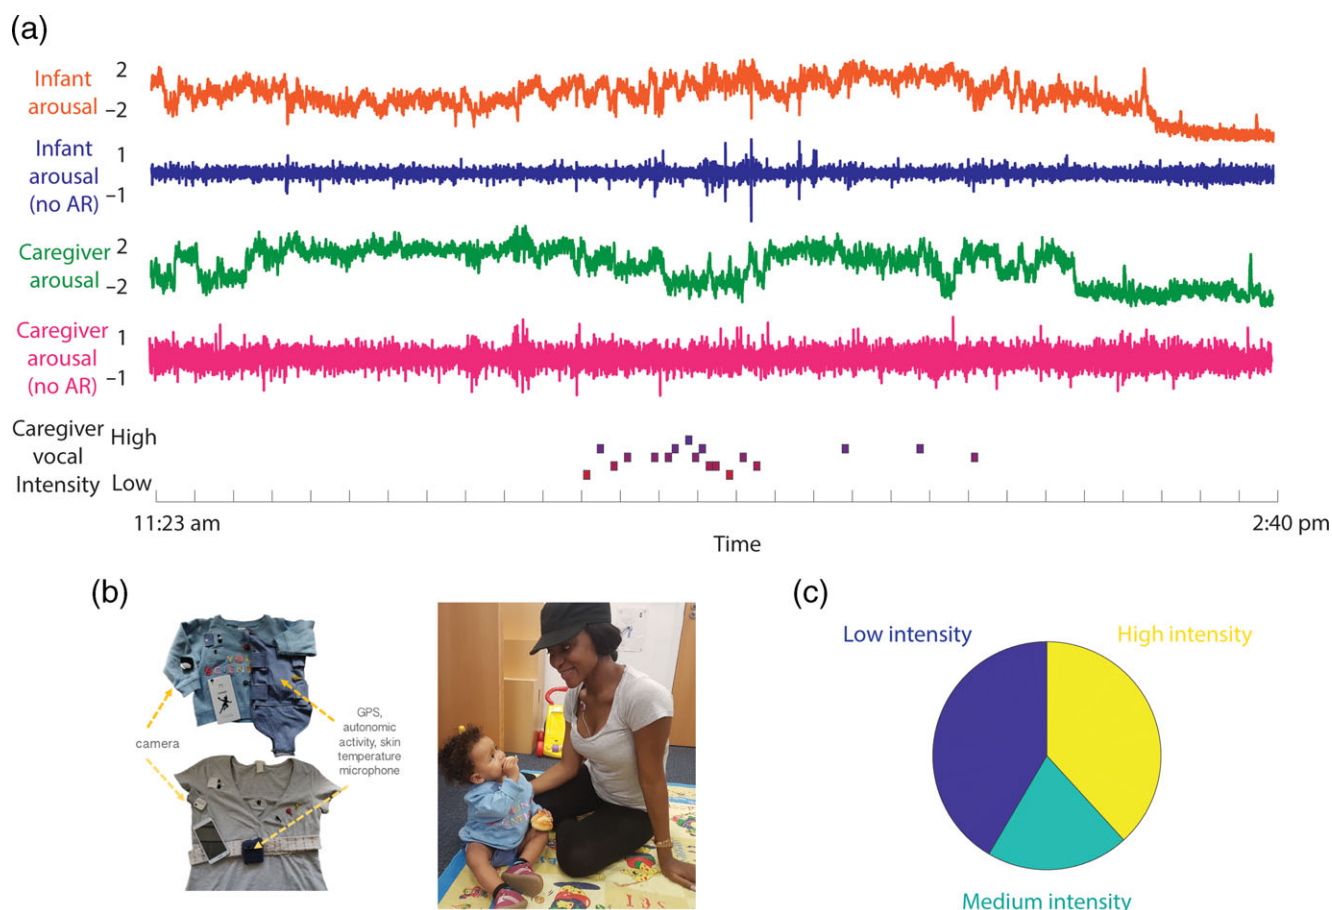 (a)
Infant
arousal
2
−2
Infant
arousal
(no AR)
1
−1
Caregiver
arousal
2
−2
Caregiver
arousal
(no AR)
1
−1
Caregiver
vocal
Intensity
High
Low
11:23 am
2:40 pm
Time
(b)
camera
GPS,
autonomic
activity, skin
temperature
microphone
(c)
Low intensity
High intensity
Medium intensity